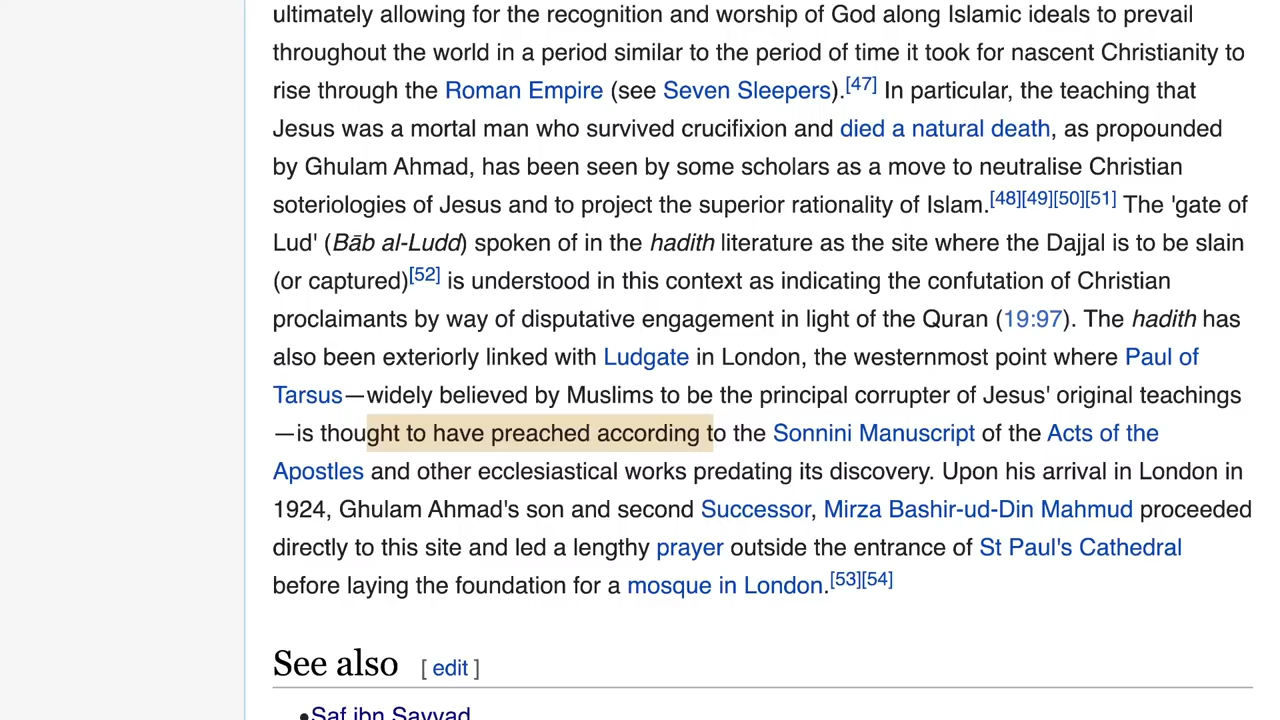 ultimately allowing for the recognition and worship of God along Islamic ideals to prevail
throughout the world in a period similar to the period of time it took for nascent Christianity to
rise through the Roman Empire (see Seven Sleepers).[47] In particular, the teaching that
Jesus was a mortal man who survived crucifixion and died a natural death, as propounded
by Ghulam Ahmad, has been seen by some scholars as a move to neutralise Christian
soteriologies of Jesus and to project the superior rationality of Islam.[48][49][50][51] The 'gate of
Lud' (Bāb al-Ludd) spoken of in the hadith literature as the site where the Dajjal is to be slain
(or captured)[52] is understood in this context as indicating the confutation of Christian
proclaimants by way of disputative engagement in light of the Quran (19:97). The hadith has
also been exteriorly linked with Ludgate in London, the westernmost point where Paul of
Tarsus—widely believed by Muslims to be the principal corrupter of Jesus' original teachings
—is thought to have preached according to the Sonnini Manuscript of the Acts of the
Apostles and other ecclesiastical works predating its discovery. Upon his arrival in London in
1924, Ghulam Ahmad's son and second Successor, Mirza Bashir-ud-Din Mahmud proceeded
directly to this site and led a lengthy prayer outside the entrance of St Paul's Cathedral
before laying the foundation for a mosque in London.[53][54]
See also [ edit ]
•Saf ibn Sayyad